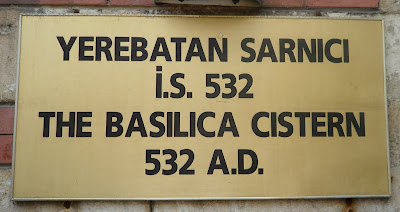 YEREBATAN SARNICI
İ.S. 532
THE BASILICA CISTERN
532 A.D.